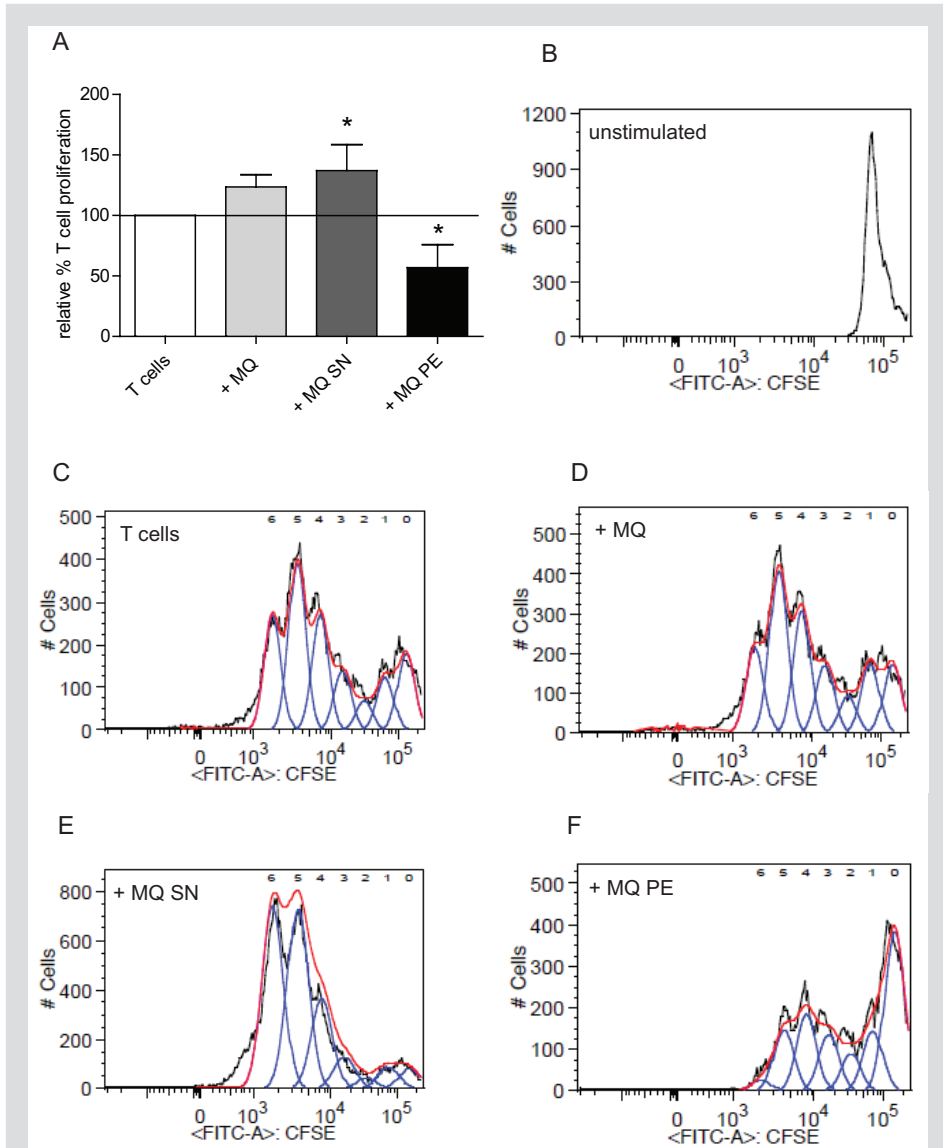 A
relative % T cell proliferation
200
150
100
50
0
*
*
T cells
+ MQ
+ MQ SN
+ MQ PE
B
unstimulated
# Cells
1200
900
600
300
0
0 10^3 10^4 10^5
<FITC-A>: CFSE
C
T cells
6 5 4 3 2 1 0
# Cells
500
400
300
200
100
0
0 10^3 10^4 10^5
<FITC-A>: CFSE
D
+ MQ
6 5 4 3 2 1 0
# Cells
500
400
300
200
100
0
0 10^3 10^4 10^5
<FITC-A>: CFSE
E
+ MQ SN
6 5 4 3 2 1 0
# Cells
800
600
400
200
0
0 10^3 10^4 10^5
<FITC-A>: CFSE
F
+ MQ PE
6 5 4 3 2 1 0
# Cells
500
400
300
200
100
0
0 10^3 10^4 10^5
<FITC-A>: CFSE